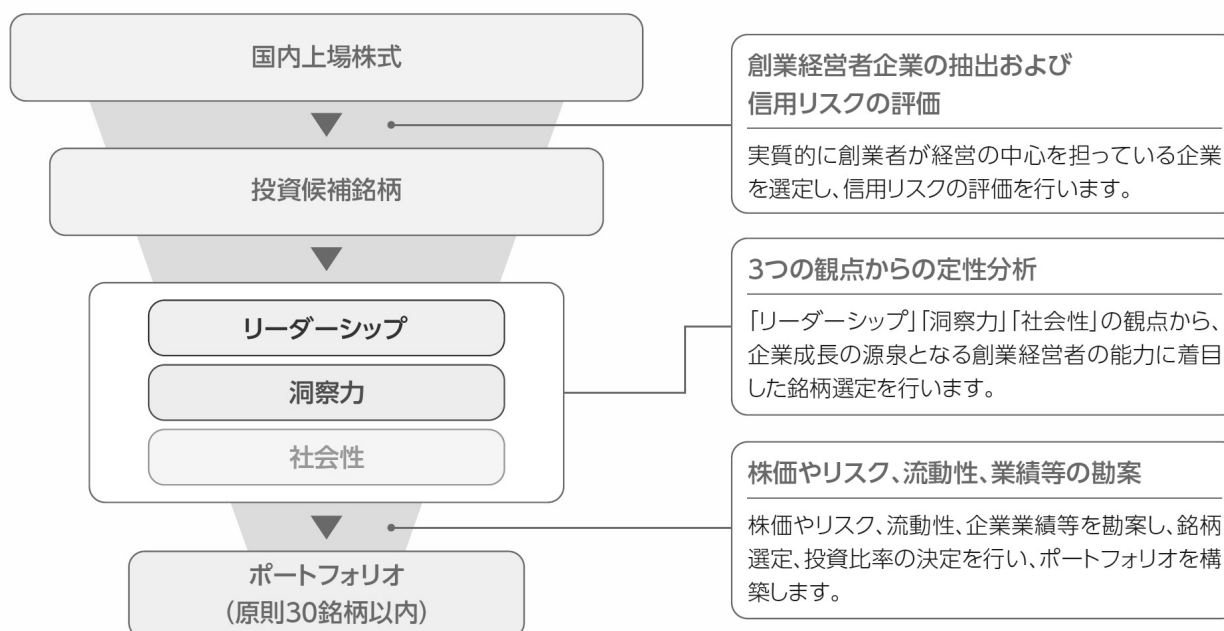 国内上場株式
投資候補銘柄
リーダーシップ
洞察力
社会性
ポートフォリオ
(原則30銘柄以内)
創業経営者企業の抽出および
信用リスクの評価
実質的に創業者が経営の中心を担っている企業
を選定し、信用リスクの評価を行います。
3つの観点からの定性分析
「リーダーシップ」「洞察力」「社会性」の観点から、
企業成長の源泉となる創業経営者の能力に着目
した銘柄選定を行います。
株価やリスク、流動性、業績等の勘案
株価やリスク、流動性、企業業績等を勘案し、銘柄
選定、投資比率の決定を行い、ポートフォリオを構
築します。